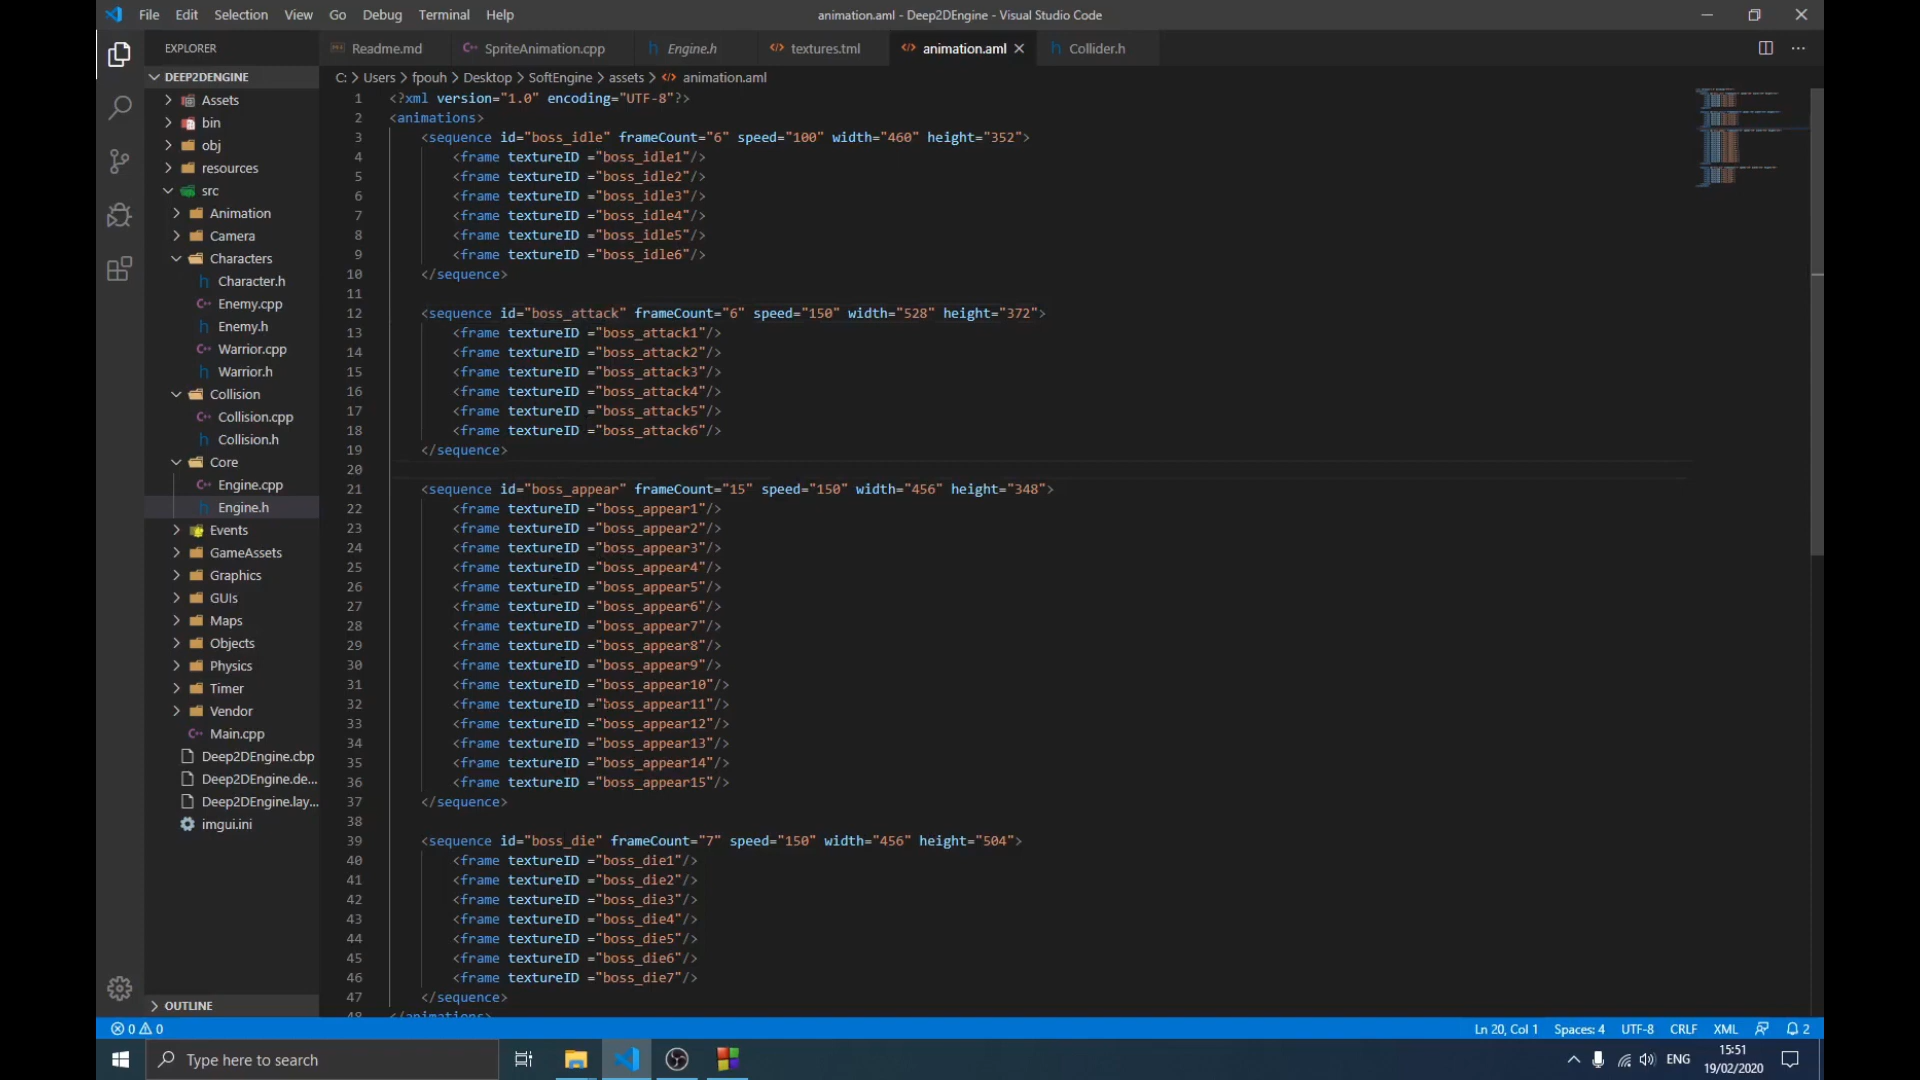 File Edit Selection View Go Debug Terminal Help
animation.aml - Deep2DEngine - Visual Studio Code
EXPLORER
Readme.md
SpriteAnimation.cpp
Engine.h
textures.tml
animation.aml
Collider.h
DEEP2DENGINE
Assets
bin
obj
resources
src
Animation
Camera
Characters
Character.h
Enemy.cpp
Enemy.h
Warrior.cpp
Warrior.h
Collision
Collision.cpp
Collision.h
Core
Engine.cpp
Engine.h
Events
GameAssets
Graphics
GUIs
Maps
Objects
Physics
Timer
Vendor
Main.cpp
Deep2DEngine.cbp
Deep2DEngine.de...
Deep2DEngine.lay...
imgui.ini
OUTLINE
C: > Users > fpouh > Desktop > SoftEngine > assets > animation.aml
1 <?xml version="1.0" encoding="UTF-8"?>
2 <animations>
3 <sequence id="boss_idle" frameCount="6" speed="100" width="460" height="352">
4 <frame textureID ="boss_idle1"/>
5 <frame textureID ="boss_idle2"/>
6 <frame textureID ="boss_idle3"/>
7 <frame textureID ="boss_idle4"/>
8 <frame textureID ="boss_idle5"/>
9 <frame textureID ="boss_idle6"/>
10 </sequence>
11
12 <sequence id="boss_attack" frameCount="6" speed="150" width="528" height="372">
13 <frame textureID ="boss_attack1"/>
14 <frame textureID ="boss_attack2"/>
15 <frame textureID ="boss_attack3"/>
16 <frame textureID ="boss_attack4"/>
17 <frame textureID ="boss_attack5"/>
18 <frame textureID ="boss_attack6"/>
19 </sequence>
20
21 <sequence id="boss_appear" frameCount="15" speed="150" width="456" height="348">
22 <frame textureID ="boss_appear1"/>
23 <frame textureID ="boss_appear2"/>
24 <frame textureID ="boss_appear3"/>
25 <frame textureID ="boss_appear4"/>
26 <frame textureID ="boss_appear5"/>
27 <frame textureID ="boss_appear6"/>
28 <frame textureID ="boss_appear7"/>
29 <frame textureID ="boss_appear8"/>
30 <frame textureID ="boss_appear9"/>
31 <frame textureID ="boss_appear10"/>
32 <frame textureID ="boss_appear11"/>
33 <frame textureID ="boss_appear12"/>
34 <frame textureID ="boss_appear13"/>
35 <frame textureID ="boss_appear14"/>
36 <frame textureID ="boss_appear15"/>
37 </sequence>
38
39 <sequence id="boss_die" frameCount="7" speed="150" width="456" height="504">
40 <frame textureID ="boss_die1"/>
41 <frame textureID ="boss_die2"/>
42 <frame textureID ="boss_die3"/>
43 <frame textureID ="boss_die4"/>
44 <frame textureID ="boss_die5"/>
45 <frame textureID ="boss_die6"/>
46 <frame textureID ="boss_die7"/>
47 </sequence>
48 </animations>
0 0
Ln 20, Col 1 Spaces: 4 UTF-8 CRLF XML 2
Type here to search
ENG
15:51
19/02/2020